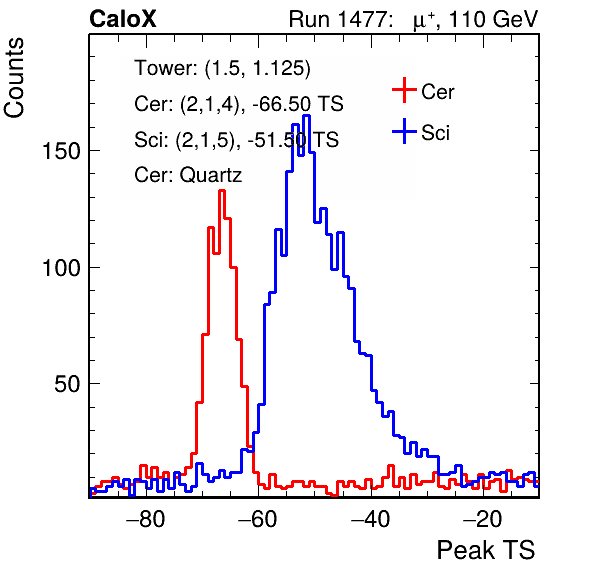 CaloX Run 1477: μ⁺, 110 GeV
Counts
Tower: (1.5, 1.125)
Cer: (2,1,4), -66.50 TS
Sci: (2,1,5), -51.50 TS
Cer: Quartz
Cer
Sci
150
100
50
−80 −60 −40 −20
Peak TS